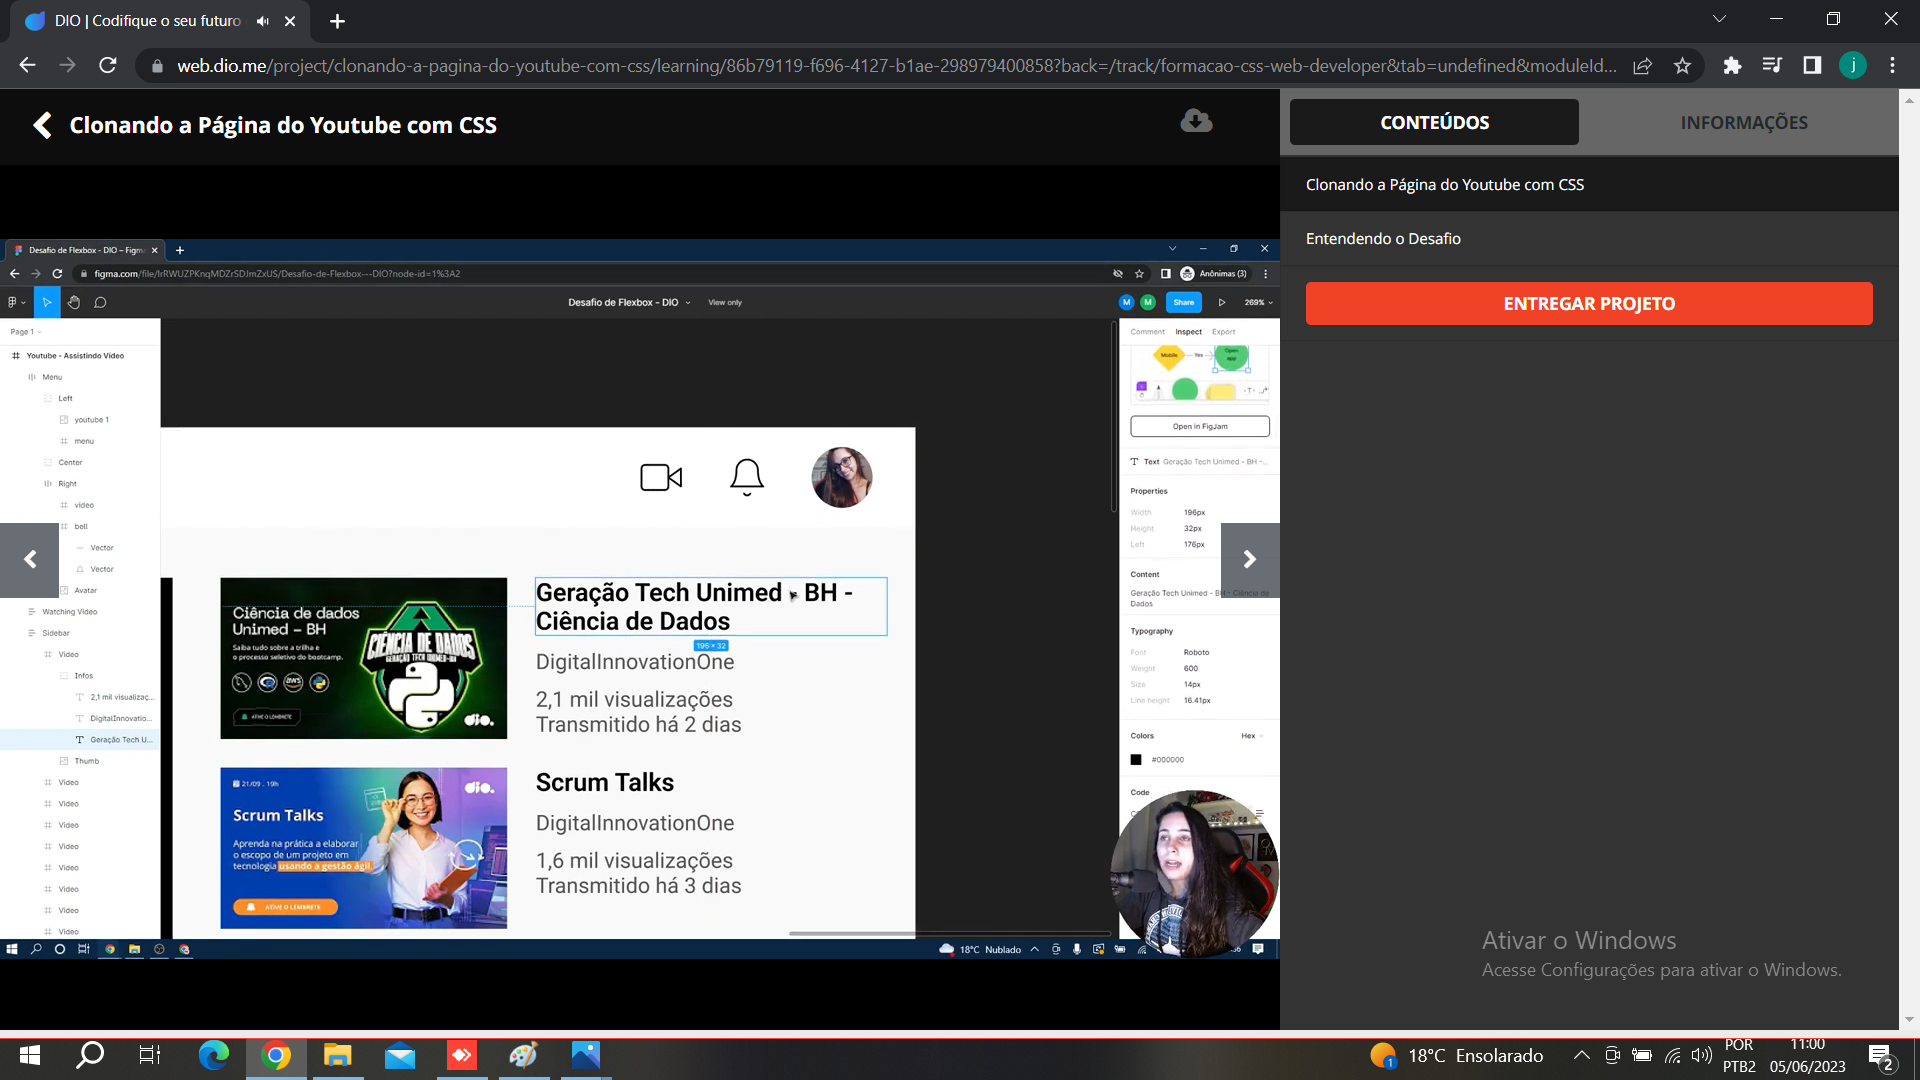 DIO | Codifique o seu futuro
web.dio.me/project/clonando-a-pagina-do-youtube-com-css/learning/86b79119-f696-4127-b1ae-298979400858?back=/track/formacao-css-web-developer&tab=undefined&moduleId...
j
Clonando a Página do Youtube com CSS
CONTEÚDOS
INFORMAÇÕES
Clonando a Página do Youtube com CSS
Entendendo o Desafio
ENTREGAR PROJETO
Desafio de Flexbox - DIO – Figm
figma.com/file/IrRWUZPKnqMDZrSDJmZxUS/Desafio-de-Flexbox---DIO?node-id=1%3A2
Anônimas (3)
Desafio de Flexbox - DIO
View only
M
M
Share
269%
Page 1
Youtube - Assistindo Vídeo
Menu
Left
youtube 1
menu
Center
Right
video
bell
Vector
Vector
Avatar
Watching Video
Sidebar
Video
Infos
2,1 mil visualizaç...
DigitalInnovatio...
Geração Tech U...
Thumb
Video
Video
Video
Video
Video
Video
Video
Video
Ciência de dados
Unimed – BH
Saiba tudo sobre a trilha e
o processo seletivo do bootcamp.
aws
ATIVE O LEMBRETE
CIÊNCIA DE DADOS
GERAÇÃO TECH UNIMED-BH
dio.
Geração Tech Unimed - BH -
Ciência de Dados
196 × 32
DigitalInnovationOne
2,1 mil visualizações
Transmitido há 2 dias
21/09 . 19h
dio.
Scrum Talks
Aprenda na prática a elaborar
o escopo de um projeto em
tecnologia usando a gestão ágil
ATIVE O LEMBRETE
Scrum Talks
DigitalInnovationOne
1,6 mil visualizações
Transmitido há 3 dias
Comment
Inspect
Export
Mobile
Yes
Open
app
Open in FigJam
Text Geração Tech Unimed - BH -...
Properties
Width 196px
Height 32px
Left 176px
Content
Geração Tech Unimed - BH - Ciência de
Dados
Typography
Font Roboto
Weight 600
Size 14px
Line height 16.41px
Colors
Hex
#000000
Code
18°C Nublado
Ativar o Windows
Acesse Configurações para ativar o Windows.
1
18°C Ensolarado
POR
PTB2
11:00
05/06/2023
2